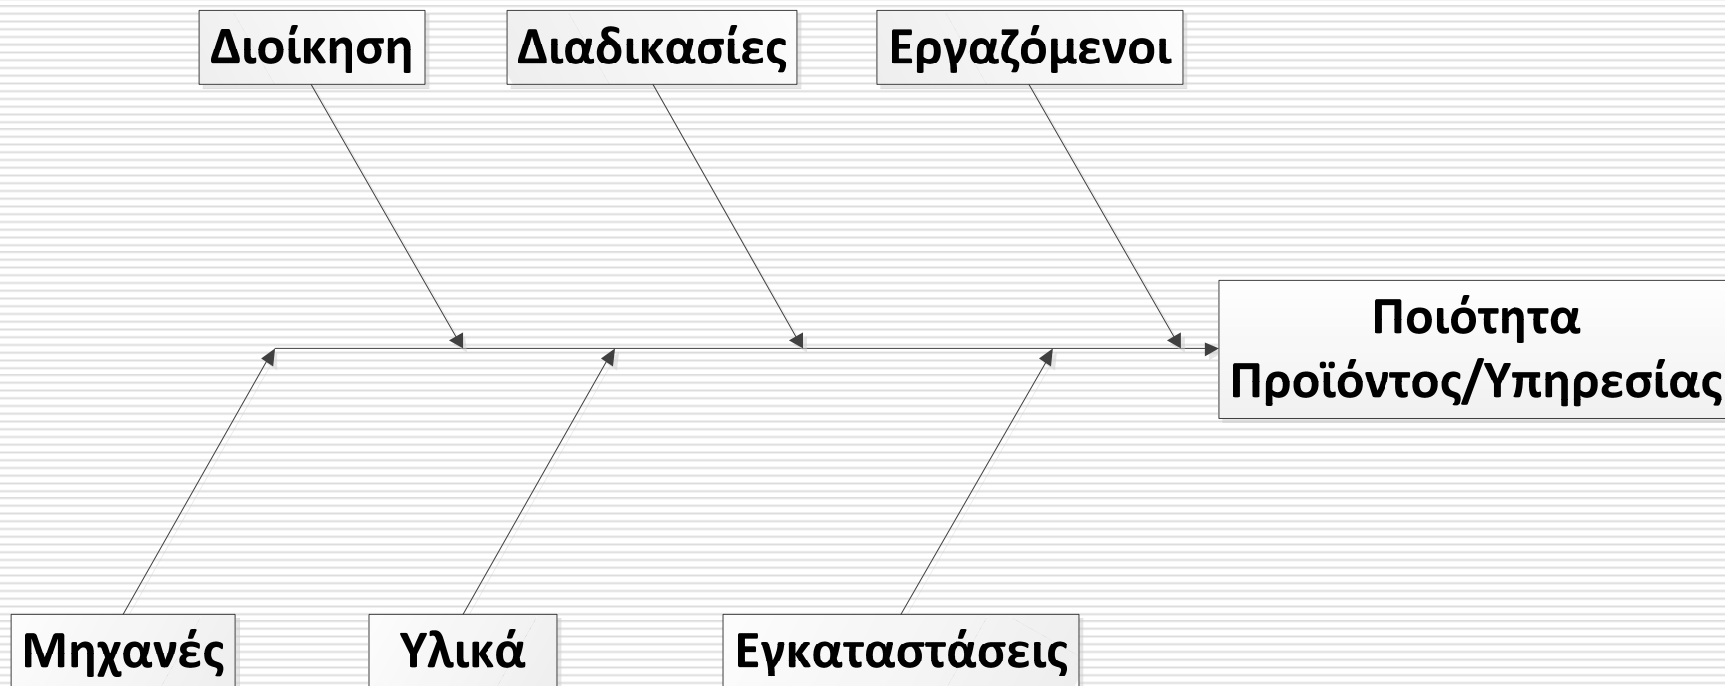 Διοίκηση
Διαδικασίες
Εργαζόμενοι
Ποιότητα
Προϊόντος/Υπηρεσίας
Μηχανές
Υλικά
Εγκαταστάσεις